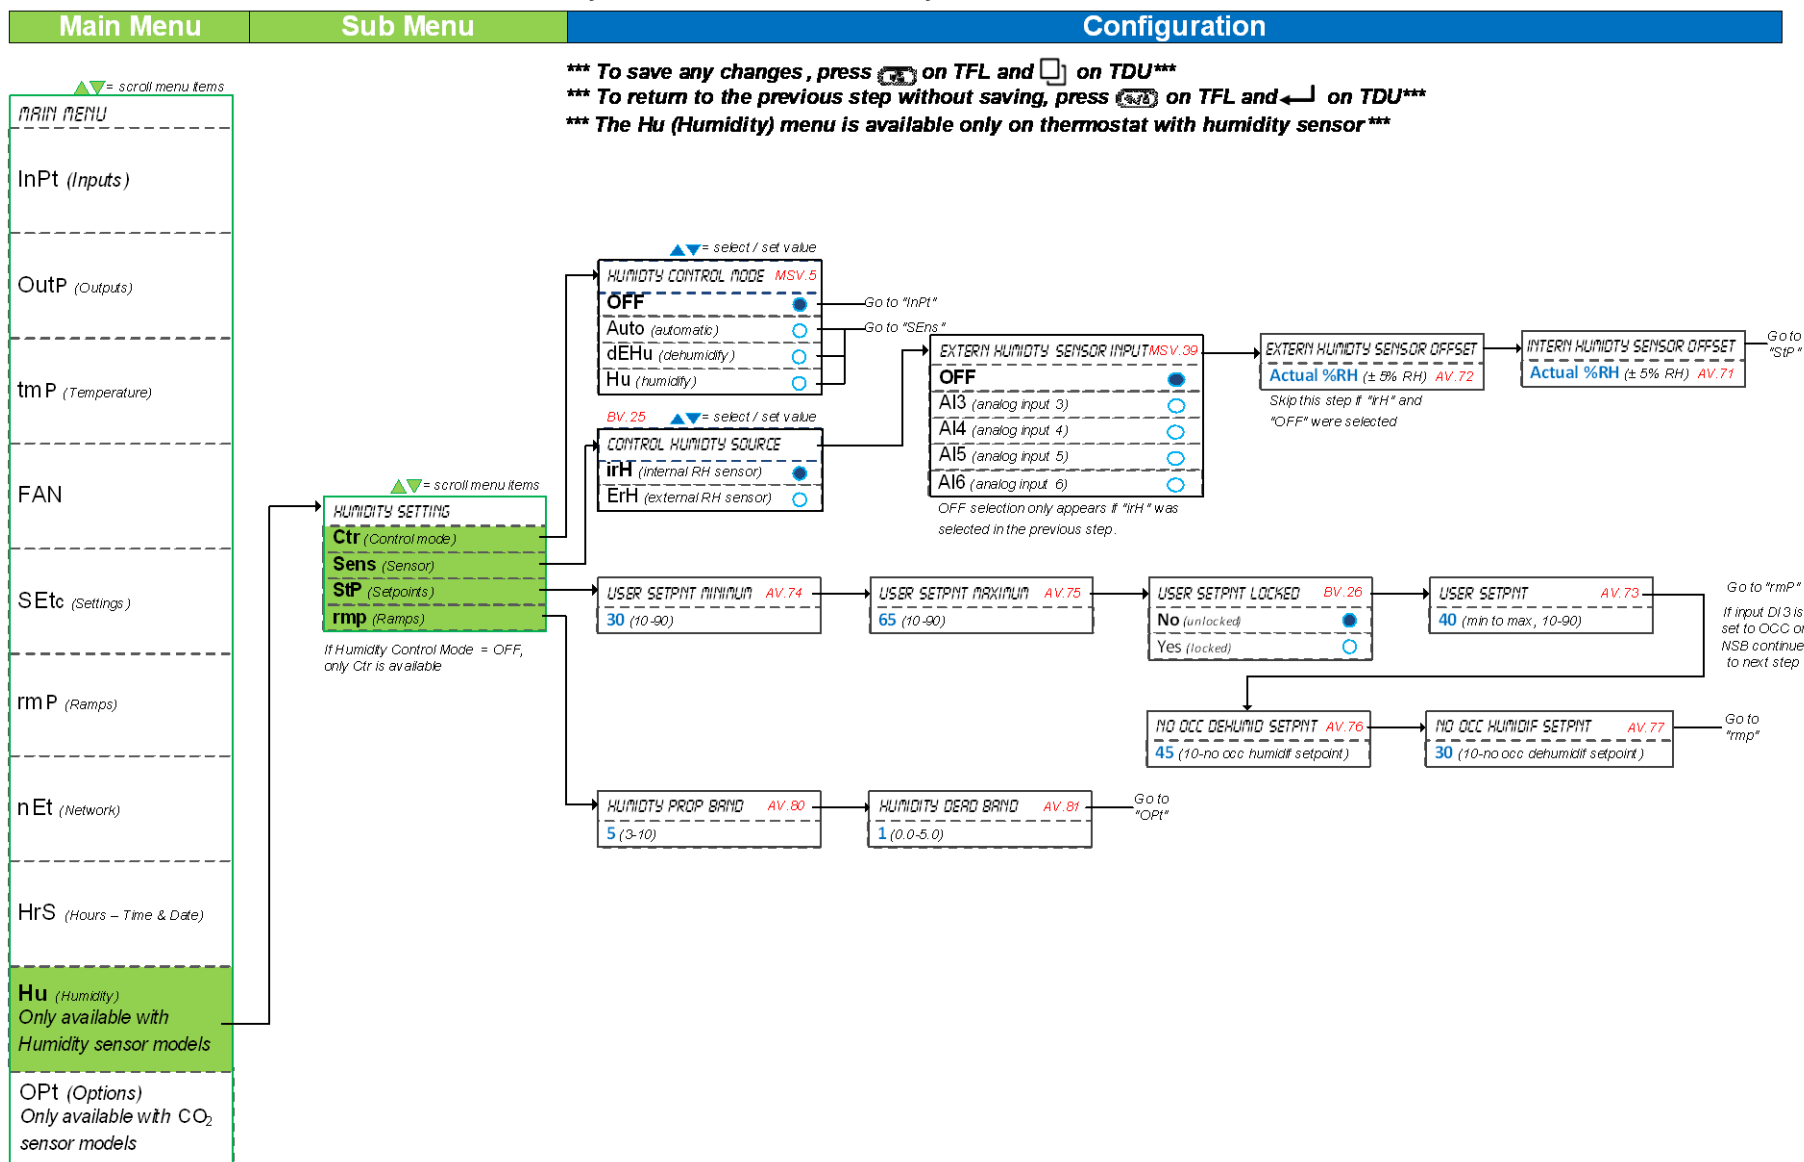 Main Menu
Sub Menu
Configuration
*** To save any changes , press on TFL and on TDU***
*** To return to the previous step without saving, press on TFL and on TDU***
*** The Hu (Humidity) menu is available only on thermostat with humidity sensor ***
▲▼= scroll menu items
MAIN MENU
InPt (Inputs)
OutP (Outputs)
tmP (Temperature)
FAN
SEtc (Settings)
rmP (Ramps)
nEt (Network)
HrS (Hours – Time & Date)
Hu (Humidity)
Only available with
Humidity sensor models
OPt (Options)
Only available with CO2
sensor models
▲▼= scroll menu items
HUMIDITY SETTING
Ctr (Control mode)
Sens (Sensor)
StP (Setpoints)
rmp (Ramps)
If Humidity Control Mode = OFF,
only Ctr is available
▲▼= select / set value
HUMIDTY CONTROL MODE MSV.5
OFF
Auto (automatic)
dEHu (dehumidify)
Hu (humidify)
Go to "InPt"
Go to "SEns"
BV.25 ▲▼= select / set value
CONTROL HUMIDTY SOURCE
irH (internal RH sensor)
ErH (external RH sensor)
EXTERN HUMIDTY SENSOR INPUT MSV.39
OFF
AI3 (analog input 3)
AI4 (analog input 4)
AI5 (analog input 5)
AI6 (analog input 6)
OFF selection only appears if "irH" was
selected in the previous step.
EXTERN HUMIDTY SENSOR OFFSET
Actual %RH (± 5% RH) AV.72
Skip this step if "irH" and
"OFF" were selected
INTERN HUMIDTY SENSOR OFFSET
Actual %RH (± 5% RH) AV.71
Go to
"StP"
USER SETPNT MINIMUM AV.74
30 (10-90)
USER SETPNT MAXIMUM AV.75
65 (10-90)
USER SETPNT LOCKED BV.26
No (unlocked)
Yes (locked)
USER SETPNT AV.73
40 (min to max, 10-90)
Go to "rmP"
If input DI3 is
set to OCC or
NSB continue
to next step
NO OCC DEHUMID SETPNT AV.76
45 (10-no occ humidif setpoint)
NO OCC HUMIDIF SETPNT AV.77
30 (10-no occ dehumidif setpoint)
Go to
"rmp"
HUMIDTY PROP BAND AV.80
5 (3-10)
HUMIDTY DEAD BAND AV.81
1 (0.0-5.0)
Go to
"OPt"